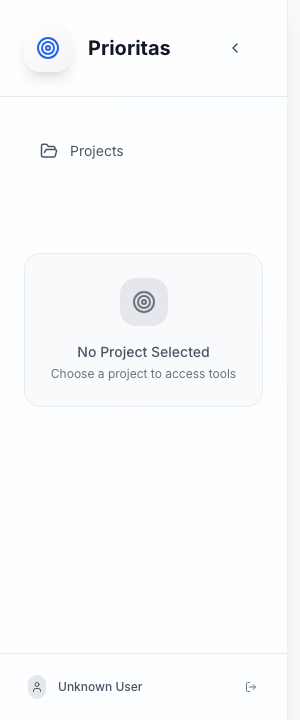 Prioritas
Projects
No Project Selected
Choose a project to access tools
Unknown User